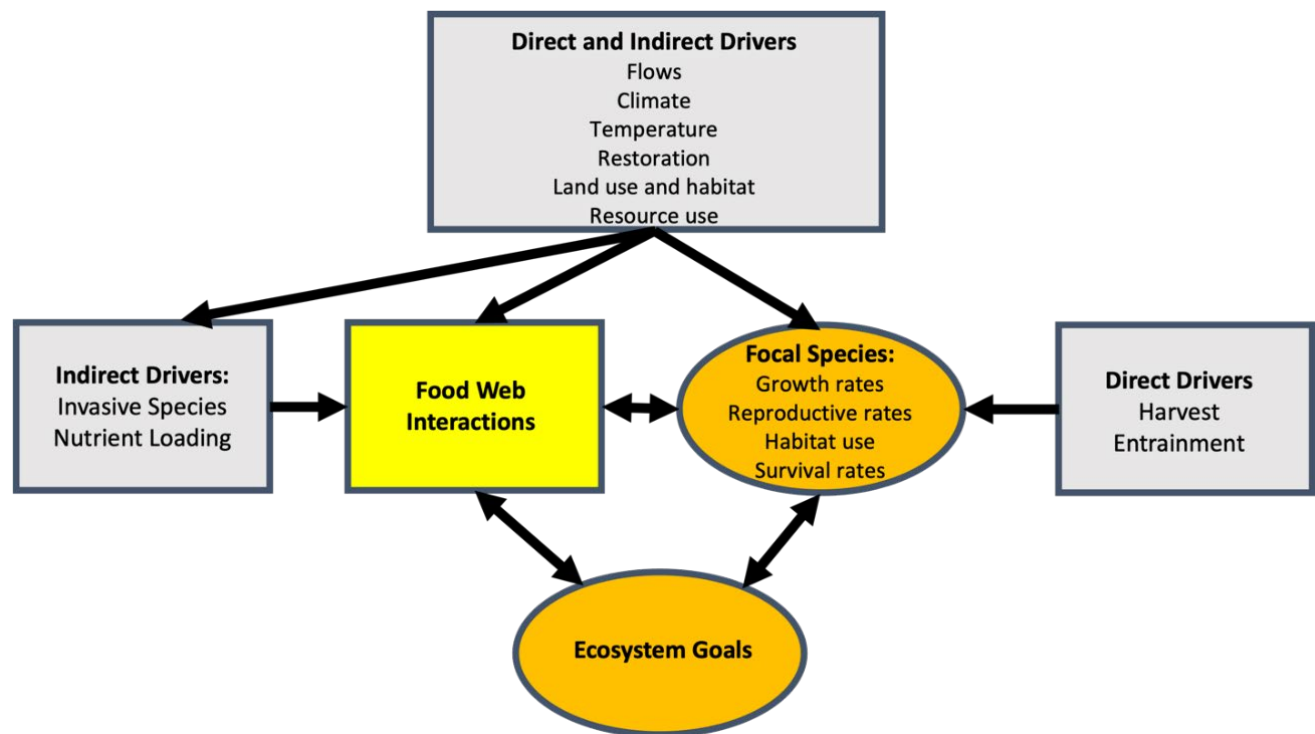 Direct and Indirect Drivers
Flows
Climate
Temperature
Restoration
Land use and habitat
Resource use
Indirect Drivers:
Invasive Species
Nutrient Loading
Food Web
Interactions
Focal Species:
Growth rates
Reproductive rates
Habitat use
Survival rates
Direct Drivers
Harvest
Entrainment
Ecosystem Goals